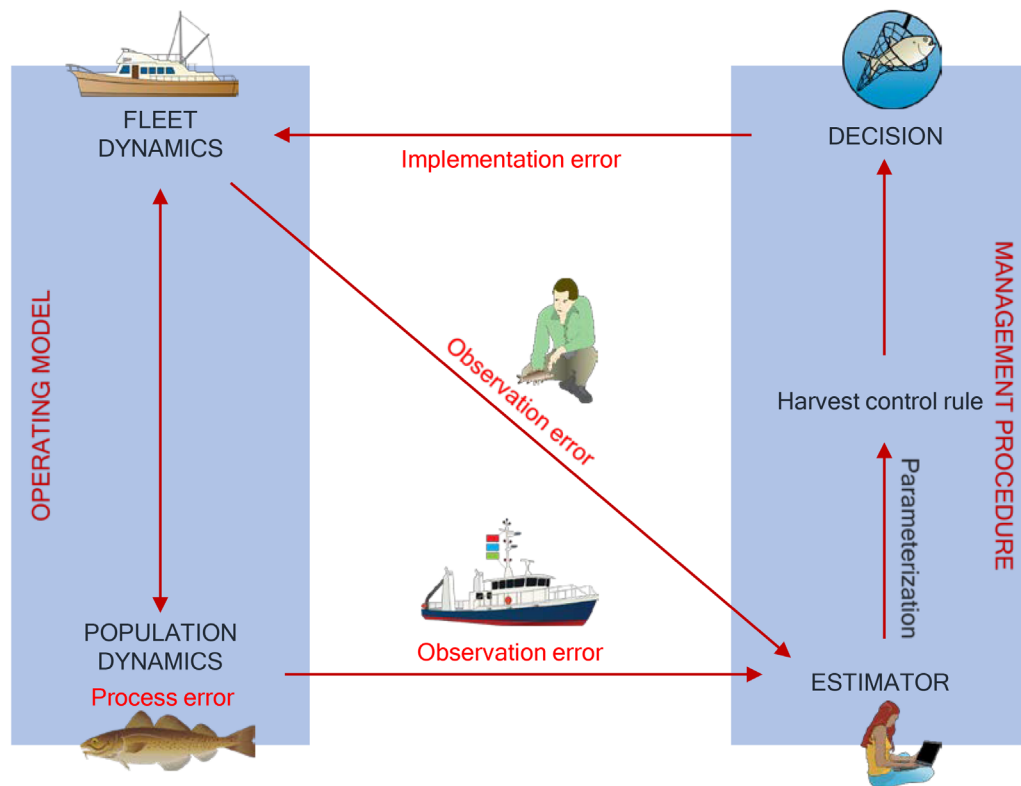 FLEET
DYNAMICS
Implementation error
DECISION
OPERATING MODEL
Observation error
Harvest control rule
MANAGEMENT PROCEDURE
Parameterization
POPULATION
DYNAMICS
Process error
Observation error
ESTIMATOR